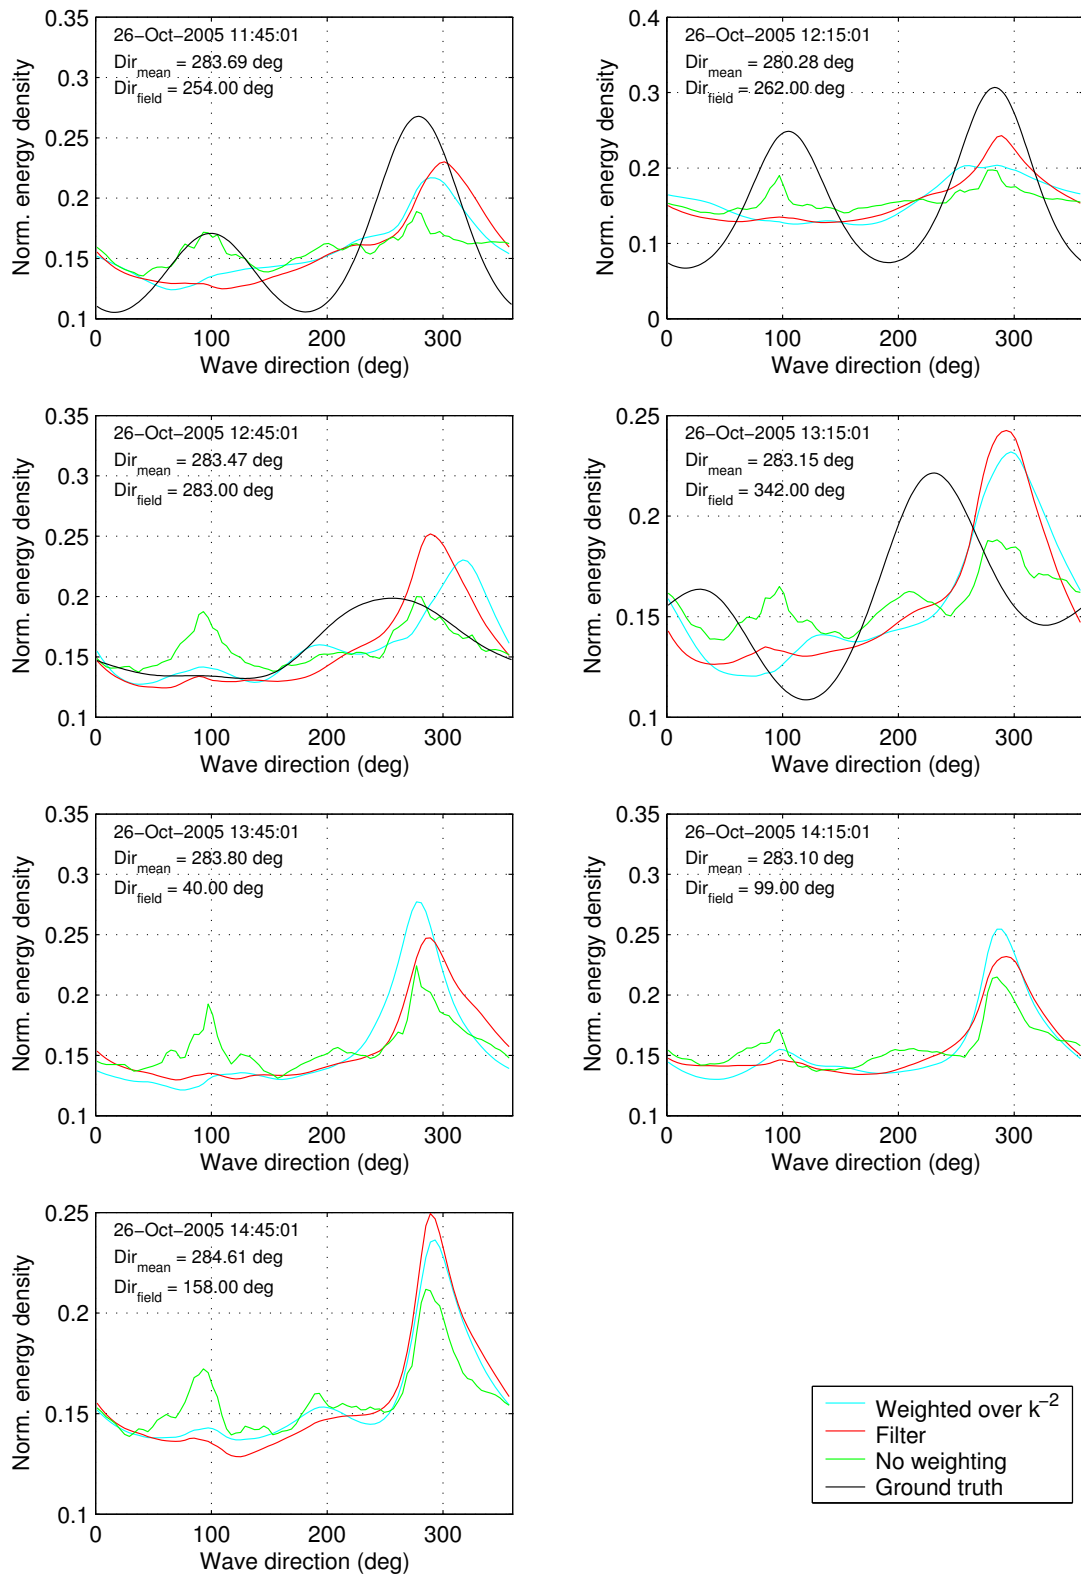 0.35
0.3
0.25
0.2
0.15
0.1
Norm. energy density
26−Oct−2005 11:45:01
Dir_mean = 283.69 deg
Dir_field = 254.00 deg
0 100 200 300
Wave direction (deg)
0.4
0.3
0.2
0.1
0
Norm. energy density
26−Oct−2005 12:15:01
Dir_mean = 280.28 deg
Dir_field = 262.00 deg
0 100 200 300
Wave direction (deg)
0.35
0.3
0.25
0.2
0.15
0.1
Norm. energy density
26−Oct−2005 12:45:01
Dir_mean = 283.47 deg
Dir_field = 283.00 deg
0 100 200 300
Wave direction (deg)
0.25
0.2
0.15
0.1
Norm. energy density
26−Oct−2005 13:15:01
Dir_mean = 283.15 deg
Dir_field = 342.00 deg
0 100 200 300
Wave direction (deg)
0.35
0.3
0.25
0.2
0.15
0.1
Norm. energy density
26−Oct−2005 13:45:01
Dir_mean = 283.80 deg
Dir_field = 40.00 deg
0 100 200 300
Wave direction (deg)
0.35
0.3
0.25
0.2
0.15
0.1
Norm. energy density
26−Oct−2005 14:15:01
Dir_mean = 283.10 deg
Dir_field = 99.00 deg
0 100 200 300
Wave direction (deg)
0.25
0.2
0.15
0.1
Norm. energy density
26−Oct−2005 14:45:01
Dir_mean = 284.61 deg
Dir_field = 158.00 deg
0 100 200 300
Wave direction (deg)
Weighted over k^−2
Filter
No weighting
Ground truth